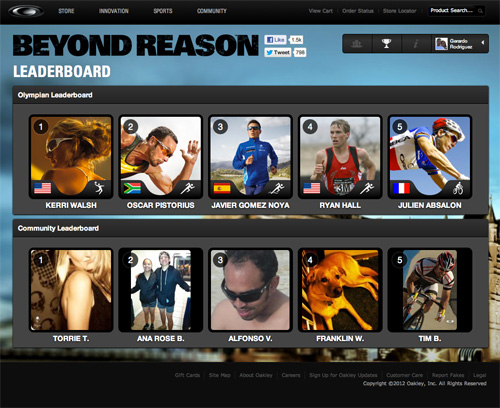 STORE INNOVATION SPORTS COMMUNITY View Cart Order Status Store Locator Product Search...
BEYOND REASON
Like 1.5k
Tweet 798
Gerardo Rodriguez
LEADERBOARD
Olympian Leaderboard
1 2 3 4 5
KERRI WALSH OSCAR PISTORIUS JAVIER GOMEZ NOYA RYAN HALL JULIEN ABSALON
Community Leaderboard
1 2 3 4 5
TORRIE T. ANA ROSE B. ALFONSO V. FRANKLIN W. TIM B.
Gift Cards Site Map About Oakley Careers Sign Up for Oakley Updates Customer Care Report Fakes Legal
Copyright ©2012 Oakley, Inc. All Rights Reserved